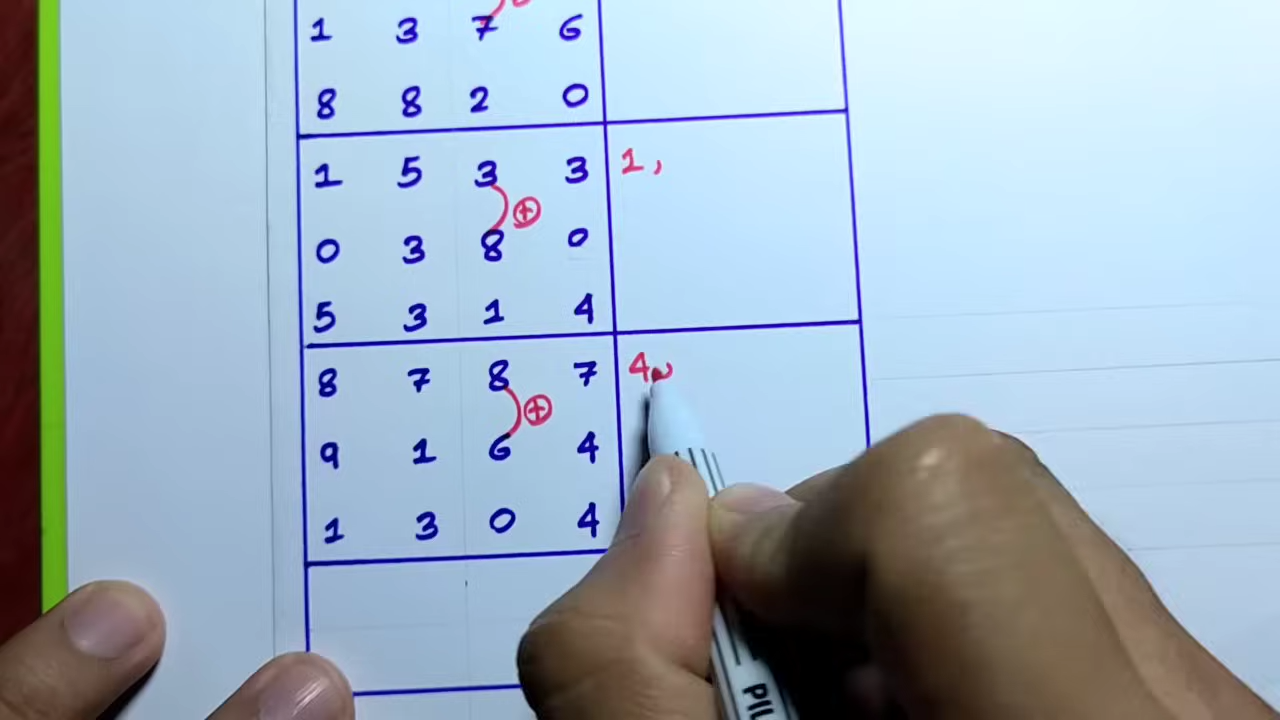 1 3 7 6
8 8 2 0
1 5 3 3 1,
⊕
0 3 8 0
5 3 1 4
8 7 8 7 4
⊕
9 1 6 4
1 3 0 4
PIL